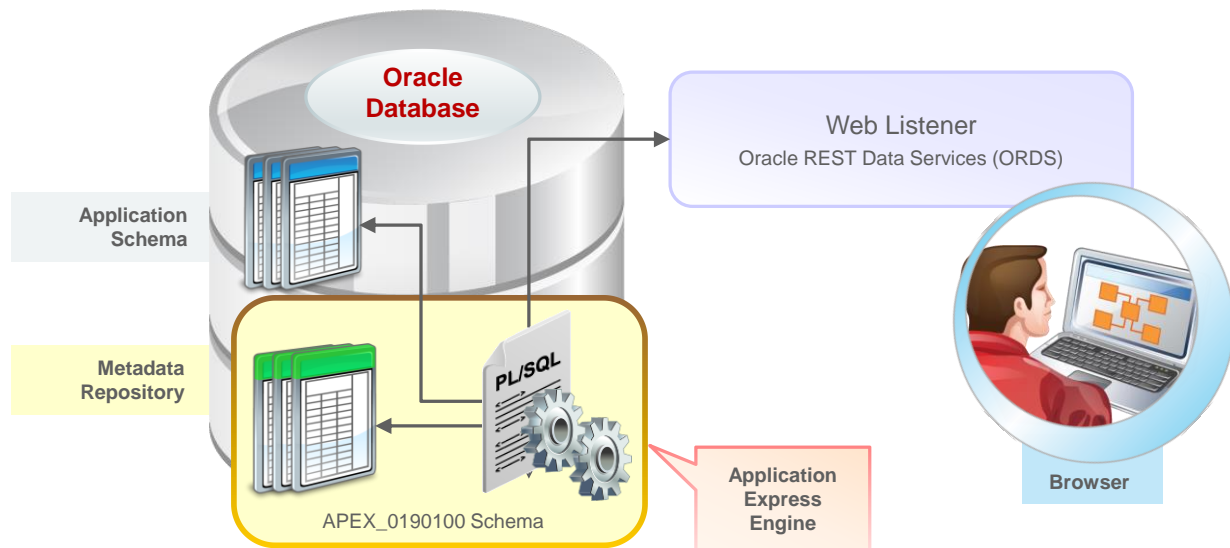 Oracle
Database
Web Listener
Oracle REST Data Services (ORDS)
Application
Schema
Metadata
Repository
PL/SQL
APEX_0190100 Schema
Application
Express
Engine
Browser